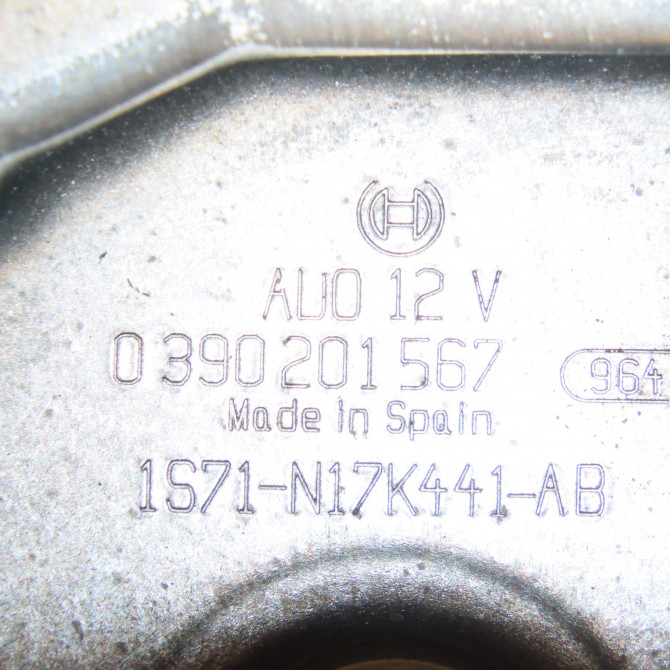 AUO 12 V
0 390 201 567
964
Made in Spain
1S71-N17K441-AB